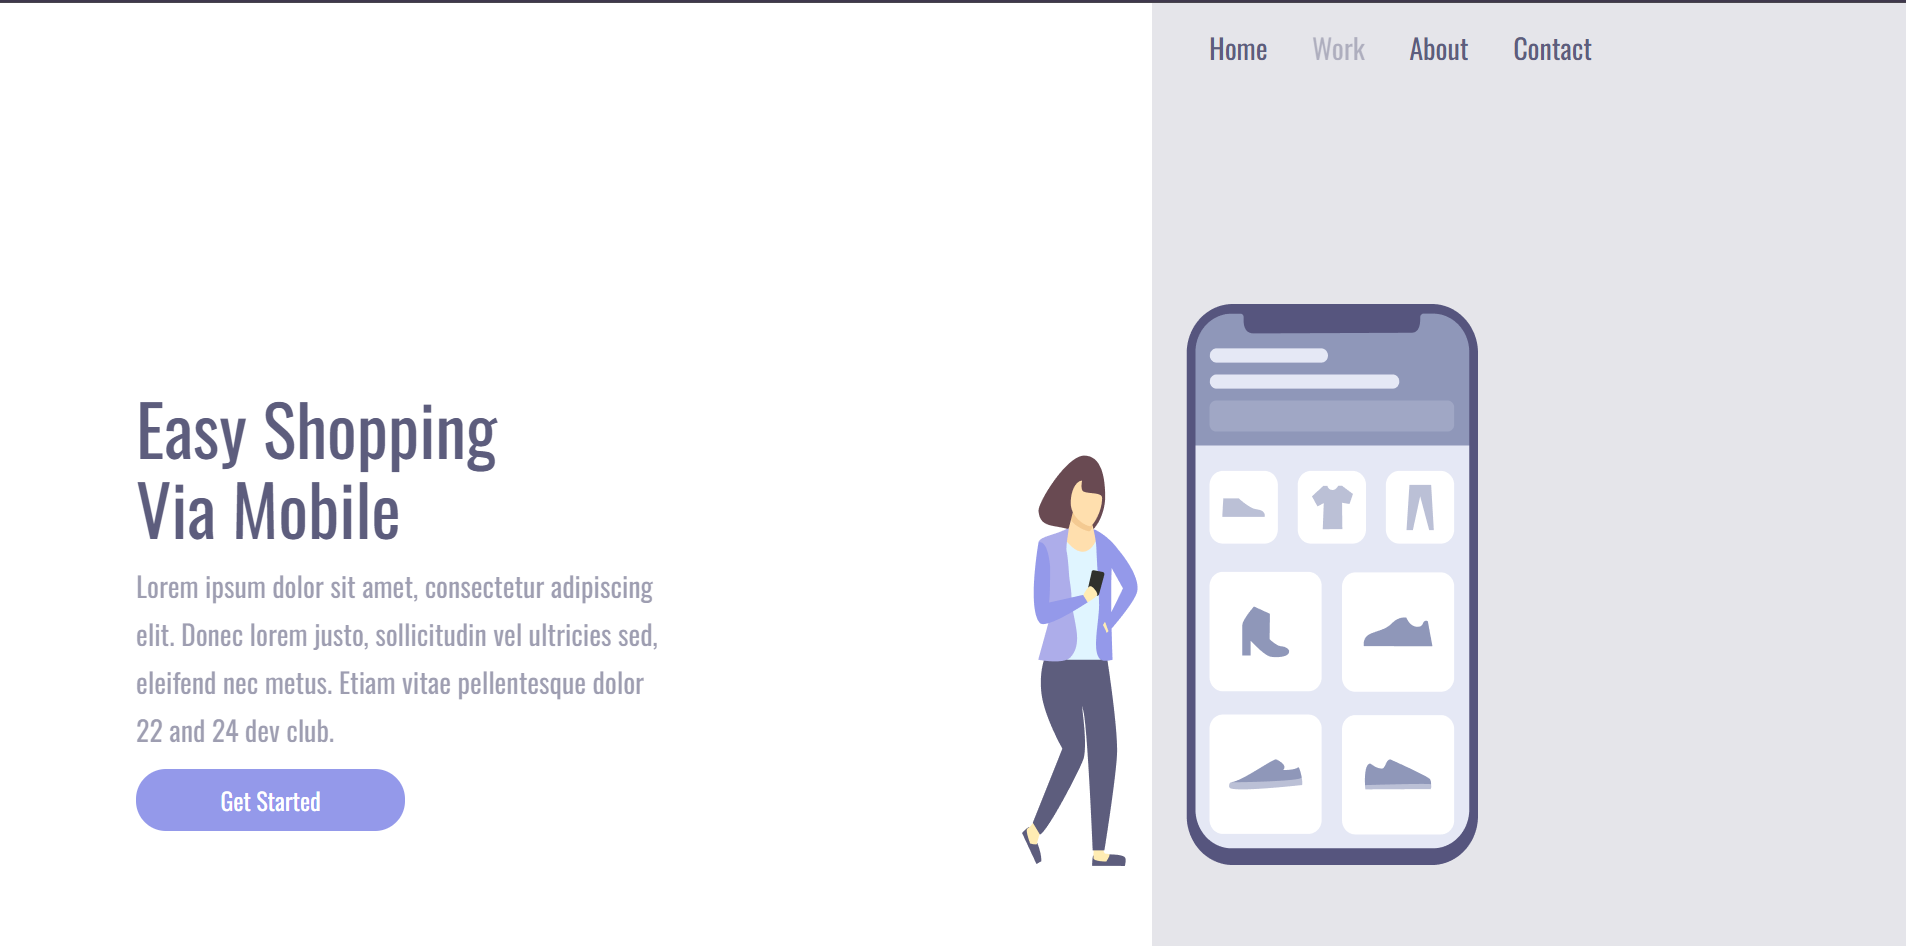 Home Work About Contact
Easy Shopping
Via Mobile
Lorem ipsum dolor sit amet, consectetur adipiscing
elit. Donec lorem justo, sollicitudin vel ultricies sed,
eleifend nec metus. Etiam vitae pellentesque dolor
22 and 24 dev club.
Get Started